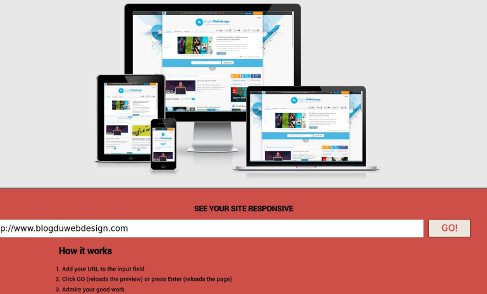 SEE YOUR SITE RESPONSIVE
p://www.blogduwebdesign.com
GO!
How it works
1. Add your URL to the input field
2. Click GO (reloads the preview) or press Enter (reloads the page)
3. Admire your good work